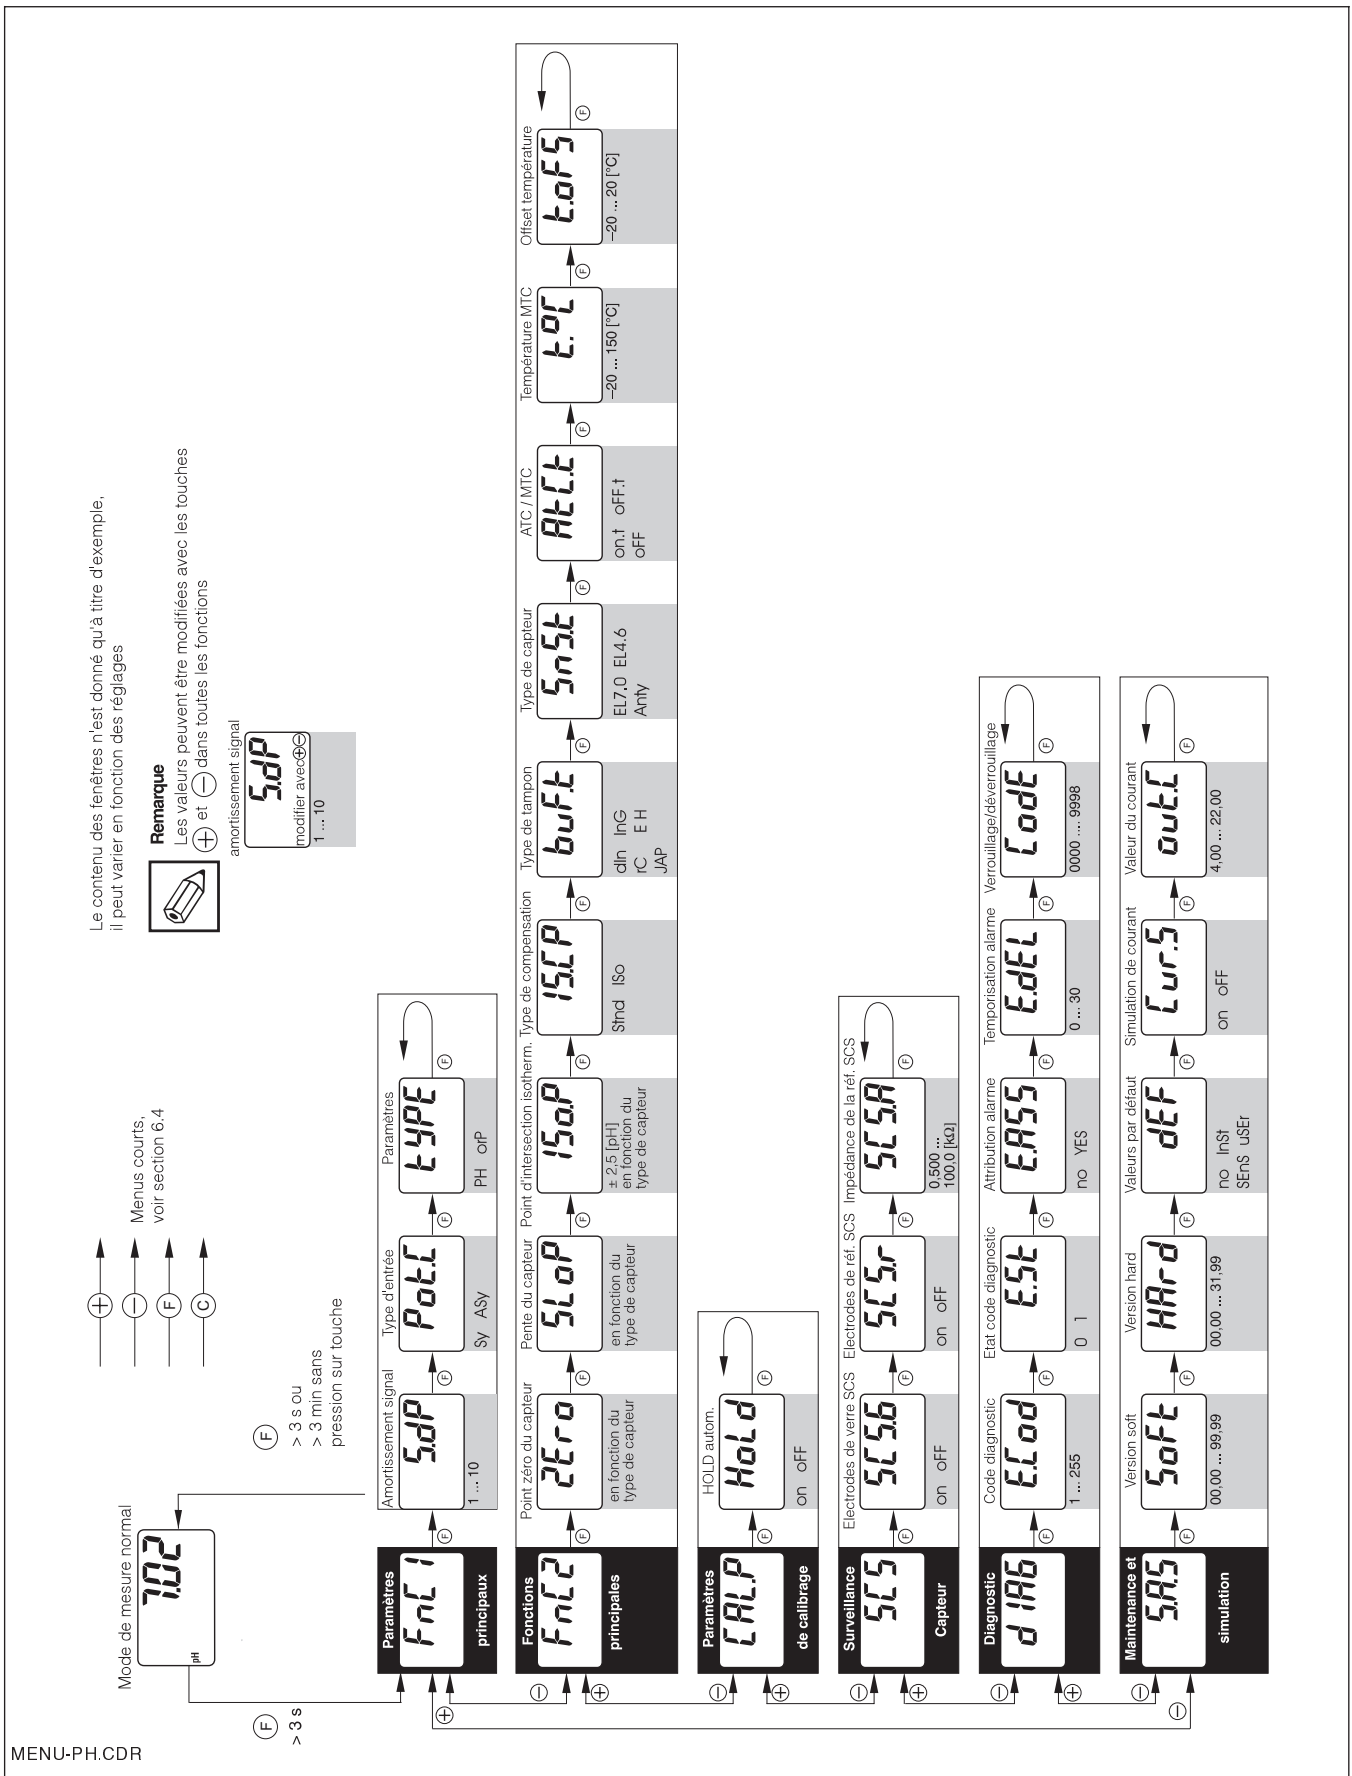 Mode de mesure normal
7.02
pH
F
> 3 s
F
> 3 s ou
> 3 min sans
pression sur touche
+
−
F
C
Menus courts,
voir section 6.4
Le contenu des fenêtres n'est donné qu'à titre d'exemple,
il peut varier en fonction des réglages
Remarque
Les valeurs peuvent être modifiées avec les touches
+ et − dans toutes les fonctions
amortissement signal
S.dP
modifier avec + −
1 ... 10
Paramètres
FnC 1
principaux
Amortissement signal
S.dP
1 ... 10
F
Type d'entrée
Pot.C
Sy ASy
F
Paramètres
tYPE
PH orP
F
F
Fonctions
FnC2
principales
Point zéro du capteur
2Ero
en fonction du
type de capteur
F
Pente du capteur
SLoP
en fonction du
type de capteur
F
Point d'intersection isotherm.
ISo.P
± 2,5 [pH]
en fonction du
type de capteur
F
Type de compensation
IS.C.P
Stnd ISo
F
Type de tampon
buF.t
dIn InG
rC E H
JAP
F
Type de capteur
SnS.t
EL7.0 EL4.6
Anty
F
ATC / MTC
AtC.t
on.t oFF.t
oFF
F
Température MTC
t.°C
–20 ... 150 [°C]
F
Offset température
t.oFS
–20 ... 20 [°C]
F
F
Paramètres
CAL.P
de calibrage
HOLD autom.
HoLd
on oFF
F
F
Surveillance
SCS
Capteur
Electrodes de verre SCS
SCS.G
on oFF
F
Electrodes de réf. SCS
SCS.r
on oFF
F
Impédance de la réf. SCS
SCS.A
0,500 ...
100,0 [kΩ]
F
F
Diagnostic
dIAG
Code diagnostic
E.Cod
1 ... 255
F
Etat code diagnostic
E.St
0 1
F
Attribution alarme
E.ASS
no YES
F
Temporisation alarme
E.dEL
0 ... 30
F
Verrouillage/déverrouillage
CodE
0000 .... 9998
F
F
Maintenance et
S.A.S
simulation
Version soft
SoFt
00,00 ... 99,99
F
Version hard
HArd
00,00 ... 31,99
F
Valeurs par défaut
dEF
no InSt
SEnS uSEr
F
Simulation de courant
Cur.S
on oFF
F
Valeur du courant
Out.C
4,00 ... 22,00
F
F
+
−
+
−
+
−
+
−
+
−
−
MENU-PH.CDR